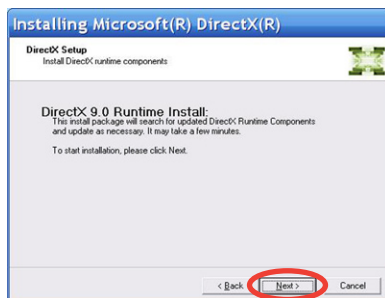 Installing Microsoft(R) DirectX(R)
DirectX Setup
Install DirectX runtime components
DirectX 9.0 Runtime Install:
This install package will search for updated DirectX Runtime Components
and update as necessary. It may take a few minutes.
To start installation, please click Next.
< Back Next > Cancel